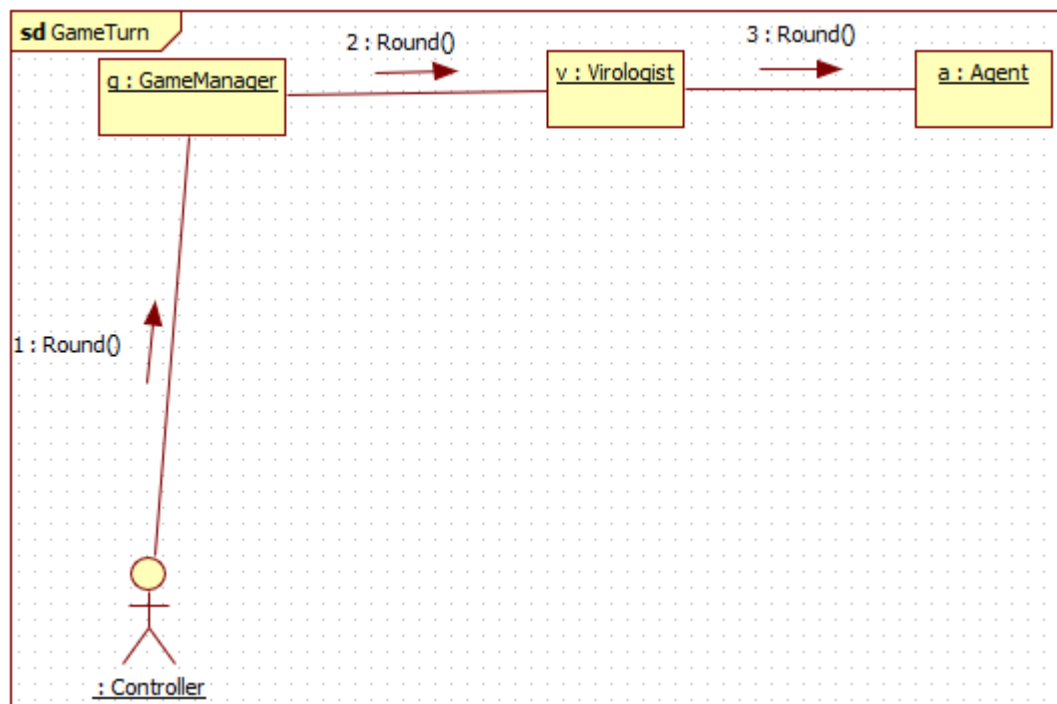 sd GameTurn
2 : Round()
3 : Round()
g : GameManager
v : Virologist
a : Agent
1 : Round()
: Controller